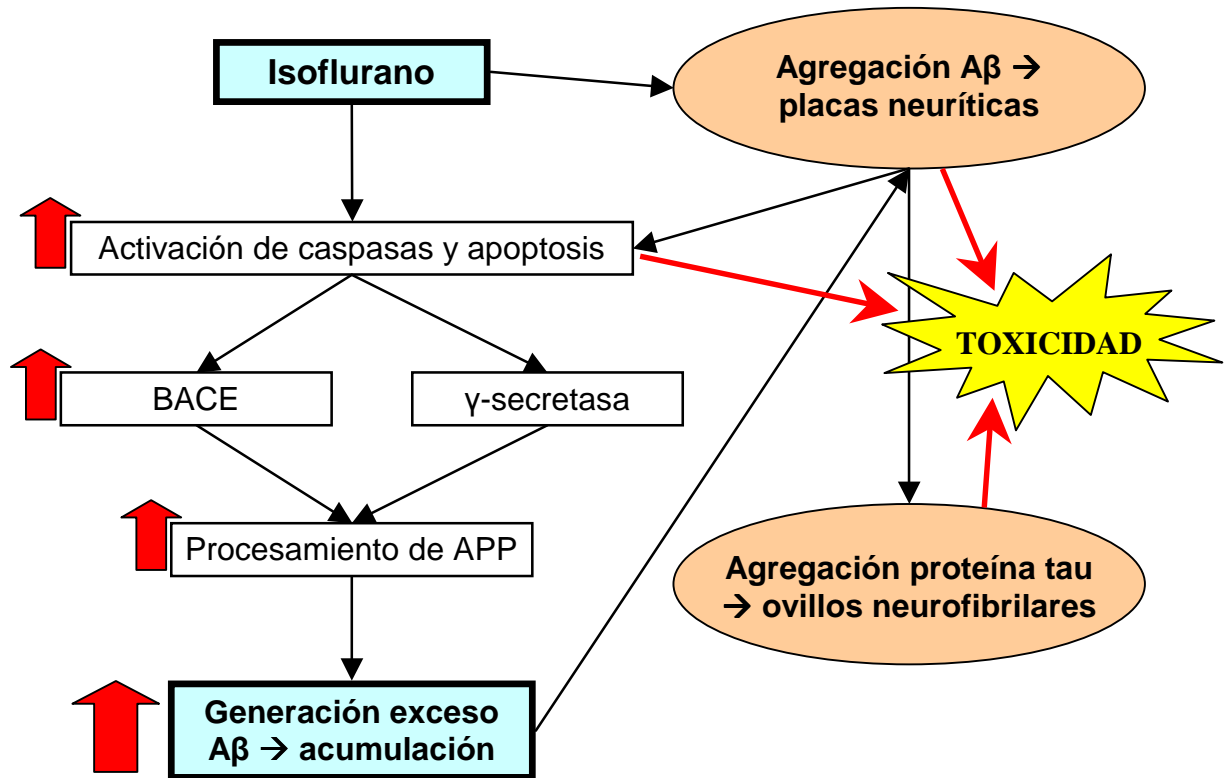 Isoflurano
Agregación Aβ →
placas neuríticas
Activación de caspasas y apoptosis
TOXICIDAD
BACE
γ-secretasa
Procesamiento de APP
Agregación proteína tau
→ ovillos neurofibrilares
Generación exceso
Aβ → acumulación